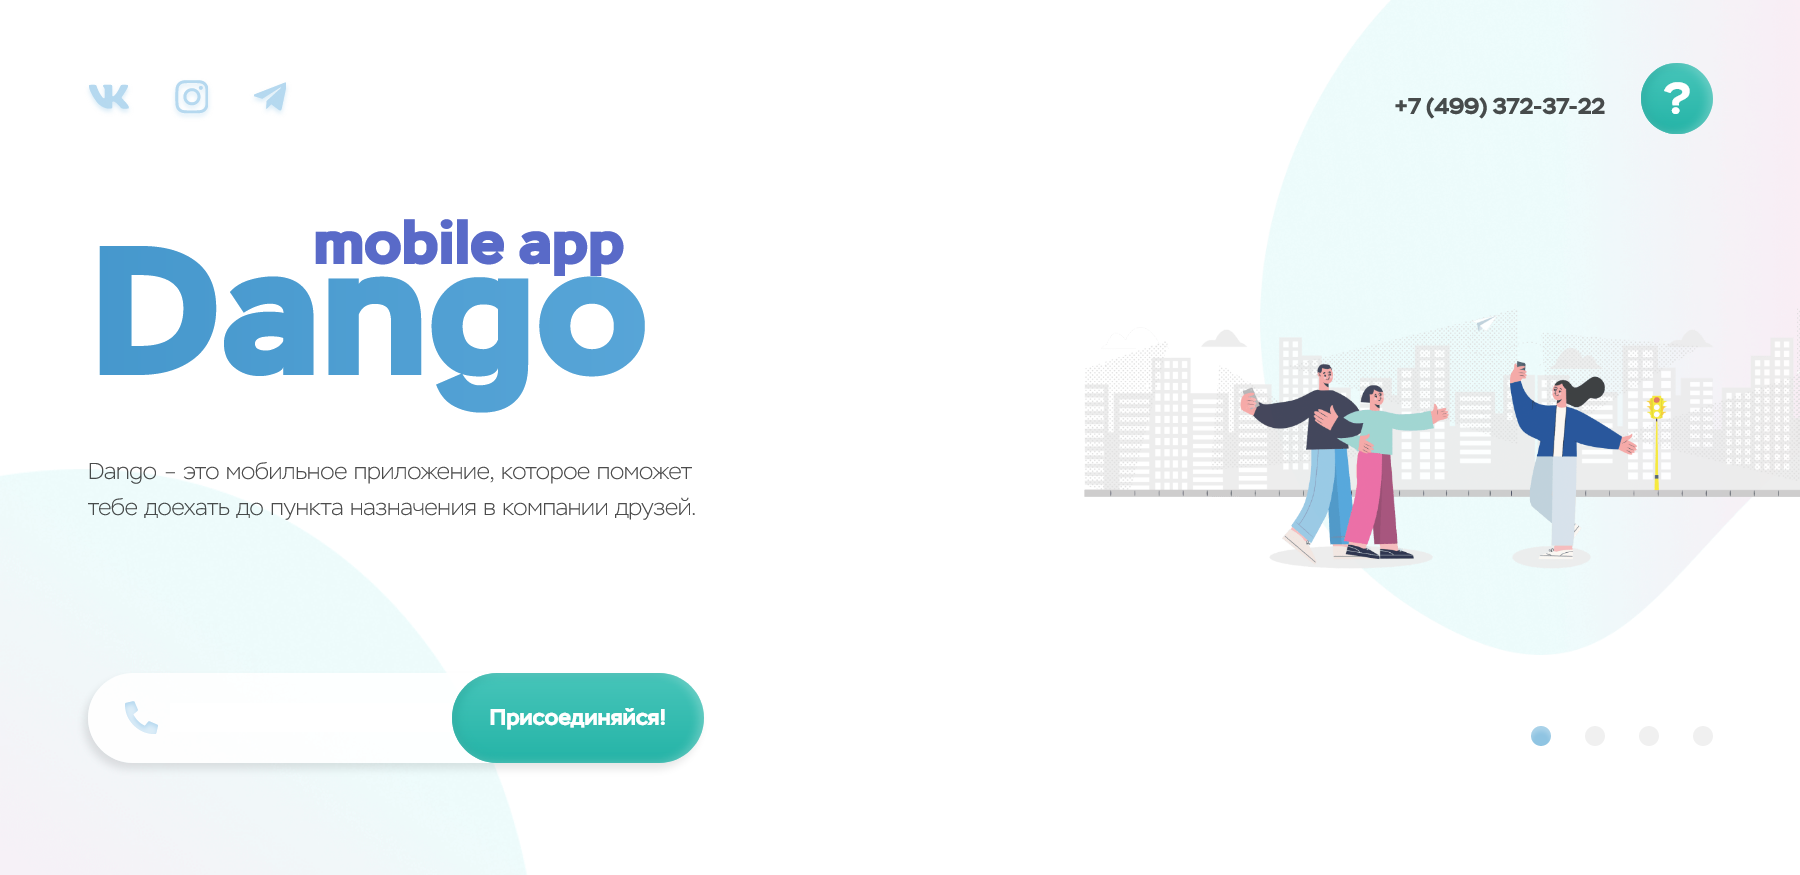 +7 (499) 372-37-22
?
mobile app
Dango
Dango – это мобильное приложение, которое поможет
тебе доехать до пункта назначения в компании друзей.
Присоединяйся!